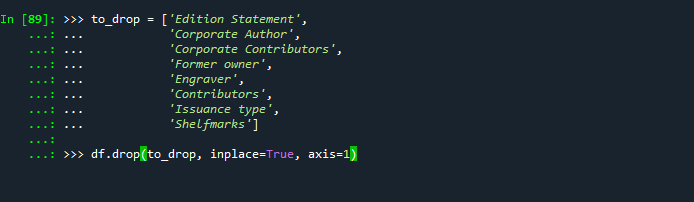 In [89]: >>> to_drop = ['Edition Statement',
   ...: ...             'Corporate Author',
   ...: ...             'Corporate Contributors',
   ...: ...             'Former owner',
   ...: ...             'Engraver',
   ...: ...             'Contributors',
   ...: ...             'Issuance type',
   ...: ...             'Shelfmarks']
   ...:
   ...: >>> df.drop(to_drop, inplace=True, axis=1)